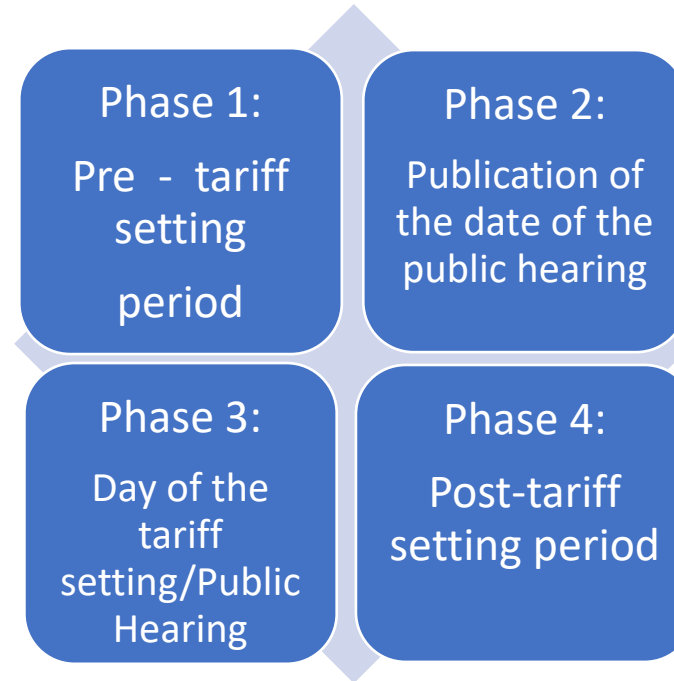 Phase 1:
Pre - tariff
setting
period
Phase 2:
Publication of
the date of the
public hearing
Phase 3:
Day of the
tariff
setting/Public
Hearing
Phase 4:
Post-tariff
setting period